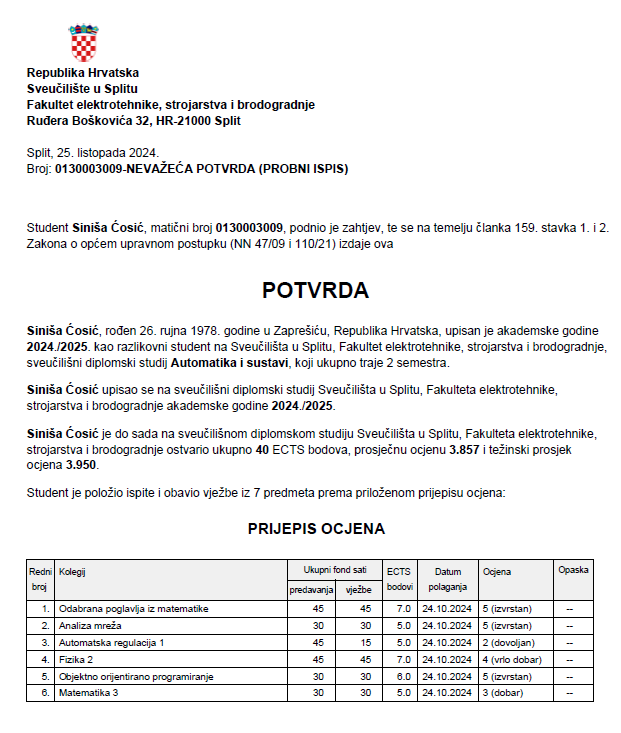 Republika Hrvatska
Sveučilište u Splitu
Fakultet elektrotehnike, strojarstva i brodogradnje
Ruđera Boškovića 32, HR-21000 Split
Split, 25. listopada 2024.
Broj: 0130003009-NEVAŽEĆA POTVRDA (PROBNI ISPIS)
Student Siniša Ćosić, matični broj 0130003009, podnio je zahtjev, te se na temelju članka 159. stavka 1. i 2.
Zakona o općem upravnom postupku (NN 47/09 i 110/21) izdaje ova
POTVRDA
Siniša Ćosić, rođen 26. rujna 1978. godine u Zaprešiću, Republika Hrvatska, upisan je akademske godine
2024./2025. kao razlikovni student na Sveučilištu u Splitu, Fakultet elektrotehnike, strojarstva i brodogradnje,
sveučilišni diplomski studij Automatika i sustavi, koji ukupno traje 2 semestra.
Siniša Ćosić upisao se na sveučilišni diplomski studij Sveučilišta u Splitu, Fakulteta elektrotehnike,
strojarstva i brodogradnje akademske godine 2024./2025.
Siniša Ćosić je do sada na sveučilišnom diplomskom studiju Sveučilišta u Splitu, Fakulteta elektrotehnike,
strojarstva i brodogradnje ostvario ukupno 40 ECTS bodova, prosječnu ocjenu 3.857 i težinski prosjek
ocjena 3.950.
Student je položio ispite i obavio vježbe iz 7 predmeta prema priloženom prijepisu ocjena:
PRIJEPIS OCJENA
Redni broj Kolegij Ukupni fond sati predavanja vježbe ECTS bodovi Datum polaganja Ocjena Opaska
1. Odabrana poglavlja iz matematike 45 45 7.0 24.10.2024 5 (izvrstan) --
2. Analiza mreža 30 30 5.0 24.10.2024 5 (izvrstan) --
3. Automatska regulacija 1 45 15 5.0 24.10.2024 2 (dovoljan) --
4. Fizika 2 45 45 7.0 24.10.2024 4 (vrlo dobar) --
5. Objektno orijentirano programiranje 30 30 6.0 24.10.2024 5 (izvrstan) --
6. Matematika 3 30 30 5.0 24.10.2024 3 (dobar) --